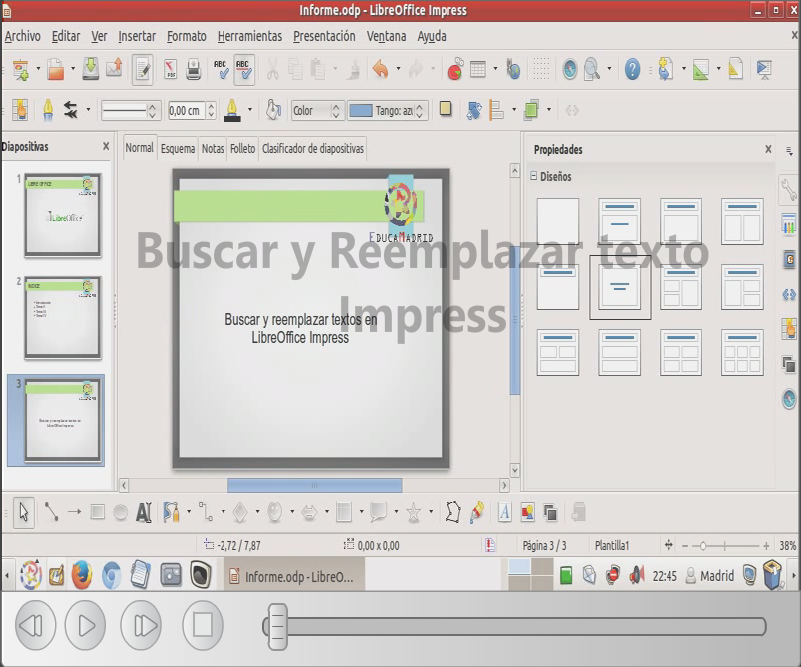 Informe.odp - LibreOffice Impress
Archivo Editar Ver Insertar Formato Herramientas Presentación Ventana Ayuda
0,00 cm Color Tango: azu
Diapositivas
Normal Esquema Notas Folleto Clasificador de diapositivas
Propiedades
Diseños
1
LIBRE OFFICE
LibreOffice
2
INDICE
3
Buscar y reemplazar textos en
LibreOffice Impress
EDUCAMADRID
Buscar y Reemplazar texto
Impress
Buscar y reemplazar textos en
LibreOffice Impress
-2,72 / 7,87 0,00 x 0,00 Página 3 / 3 Plantilla1 38%
Informe.odp - LibreO... 22:45 Madrid